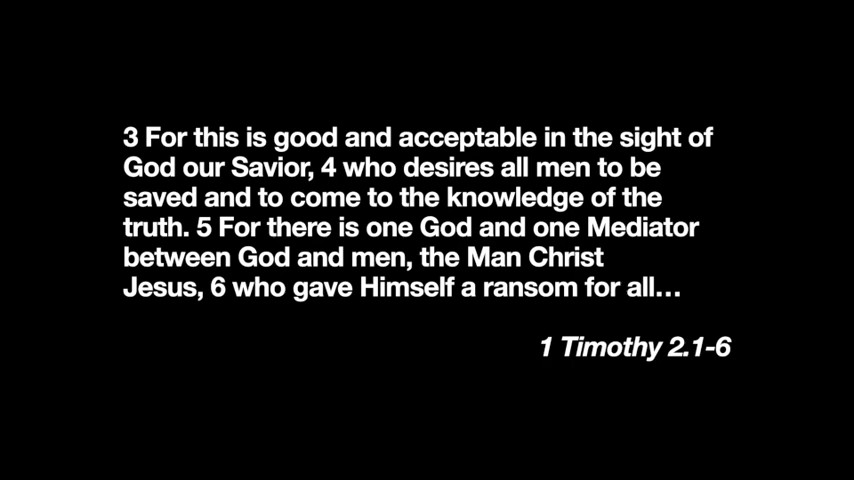 3 For this is good and acceptable in the sight of
God our Savior, 4 who desires all men to be
saved and to come to the knowledge of the
truth. 5 For there is one God and one Mediator
between God and men, the Man Christ
Jesus, 6 who gave Himself a ransom for all…
1 Timothy 2.1-6